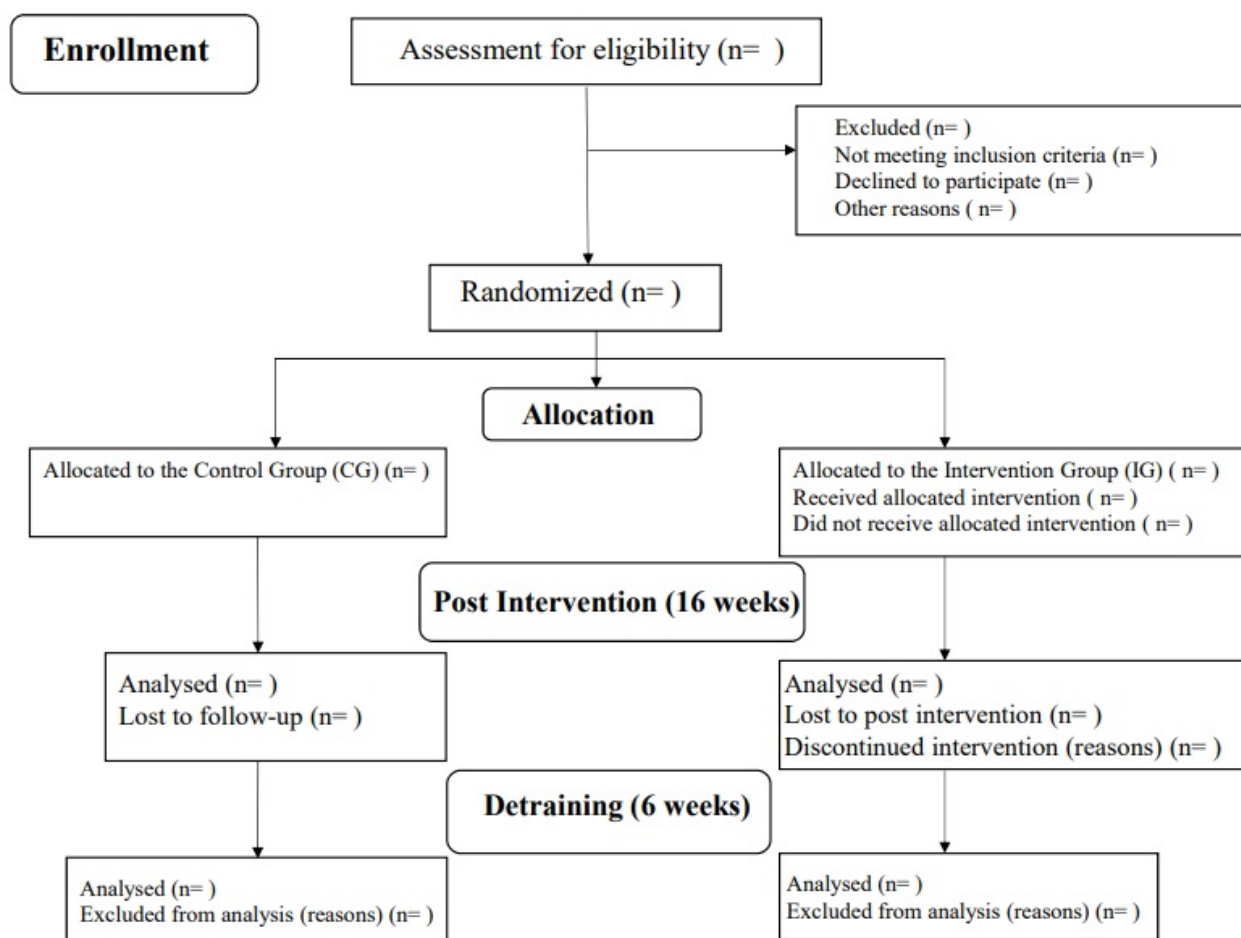 Enrollment
Assessment for eligibility (n=  )
Excluded (n= )
Not meeting inclusion criteria (n= )
Declined to participate (n= )
Other reasons ( n= )
Randomized (n= )
Allocation
Allocated to the Control Group (CG) (n= )
Allocated to the Intervention Group (IG) ( n= )
Received allocated intervention ( n= )
Did not receive allocated intervention ( n= )
Post Intervention (16 weeks)
Analysed (n= )
Lost to follow-up (n= )
Analysed (n= )
Lost to post intervention (n= )
Discontinued intervention (reasons) (n= )
Detraining (6 weeks)
Analysed (n= )
Excluded from analysis (reasons) (n= )
Analysed (n= )
Excluded from analysis (reasons) (n= )